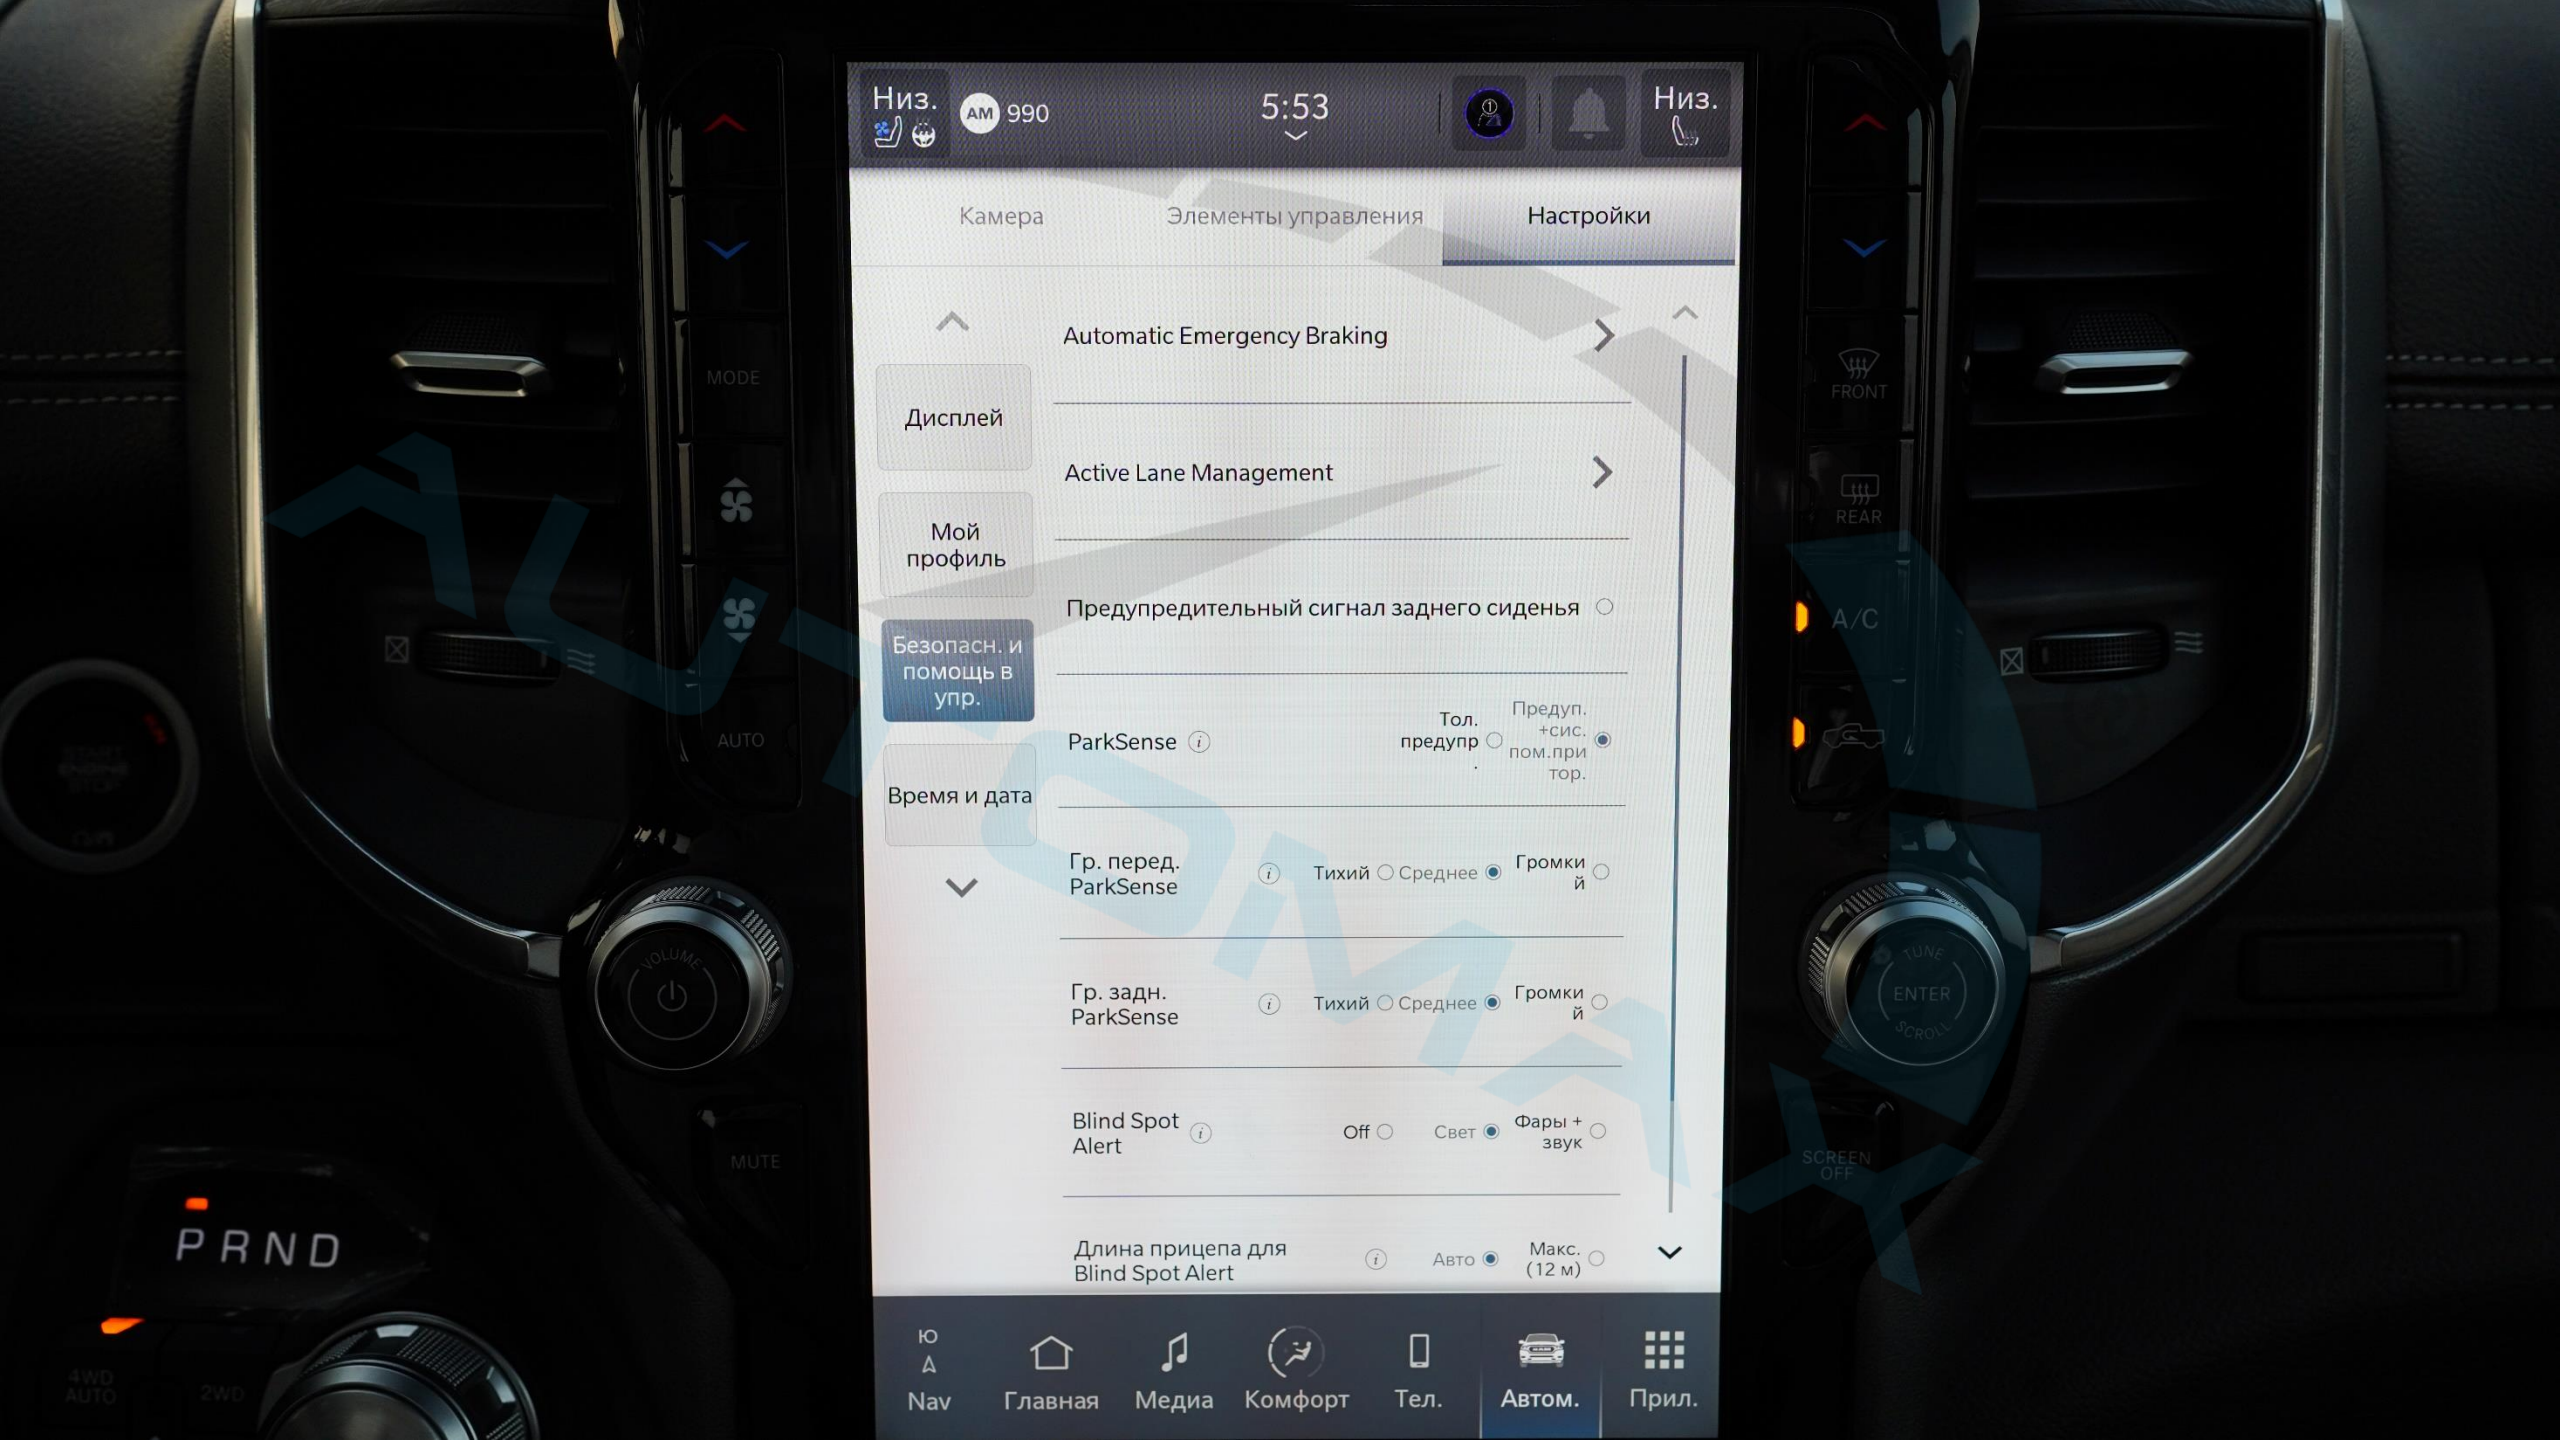 Низ.
AM 990
5:53
Низ.
Камера
Элементы управления
Настройки
Дисплей
Мой
профиль
Безопасн. и
помощь в
упр.
Время и дата
Automatic Emergency Braking
Active Lane Management
Предупредительный сигнал заднего сиденья
ParkSense
Тол.
предупр
.
Предуп.
+сис.
пом.при
тор.
Гр. перед.
ParkSense
Тихий
Среднее
Громки
й
Гр. задн.
ParkSense
Тихий
Среднее
Громки
й
Blind Spot
Alert
Off
Свет
Фары +
звук
Длина прицепа для
Blind Spot Alert
Авто
Макс.
(12 м)
Ю
Nav
Главная
Медиа
Комфорт
Тел.
Автом.
Прил.
MODE
AUTO
VOLUME
MUTE
FRONT
REAR
A/C
TUNE
ENTER
SCROLL
SCREEN
OFF
START
ENGINE
STOP
P R N D
4WD
AUTO
2WD
AUTOMAX